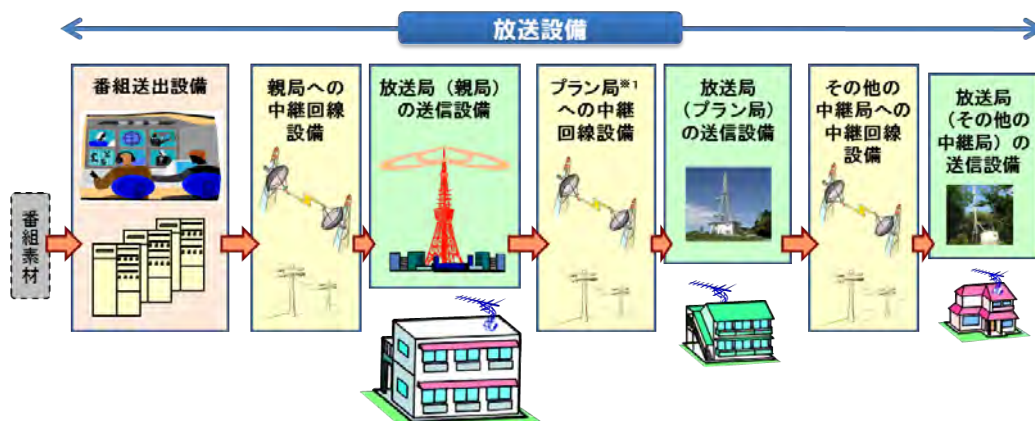 放送設備
番組素材
番組送出設備
親局への
中継回線
設備
放送局（親局）
の送信設備
プラン局※1
への中継
回線設備
放送局
（プラン局）
の送信設備
その他の
中継局への
中継回線
設備
放送局
（その他の
中継局）の
送信設備